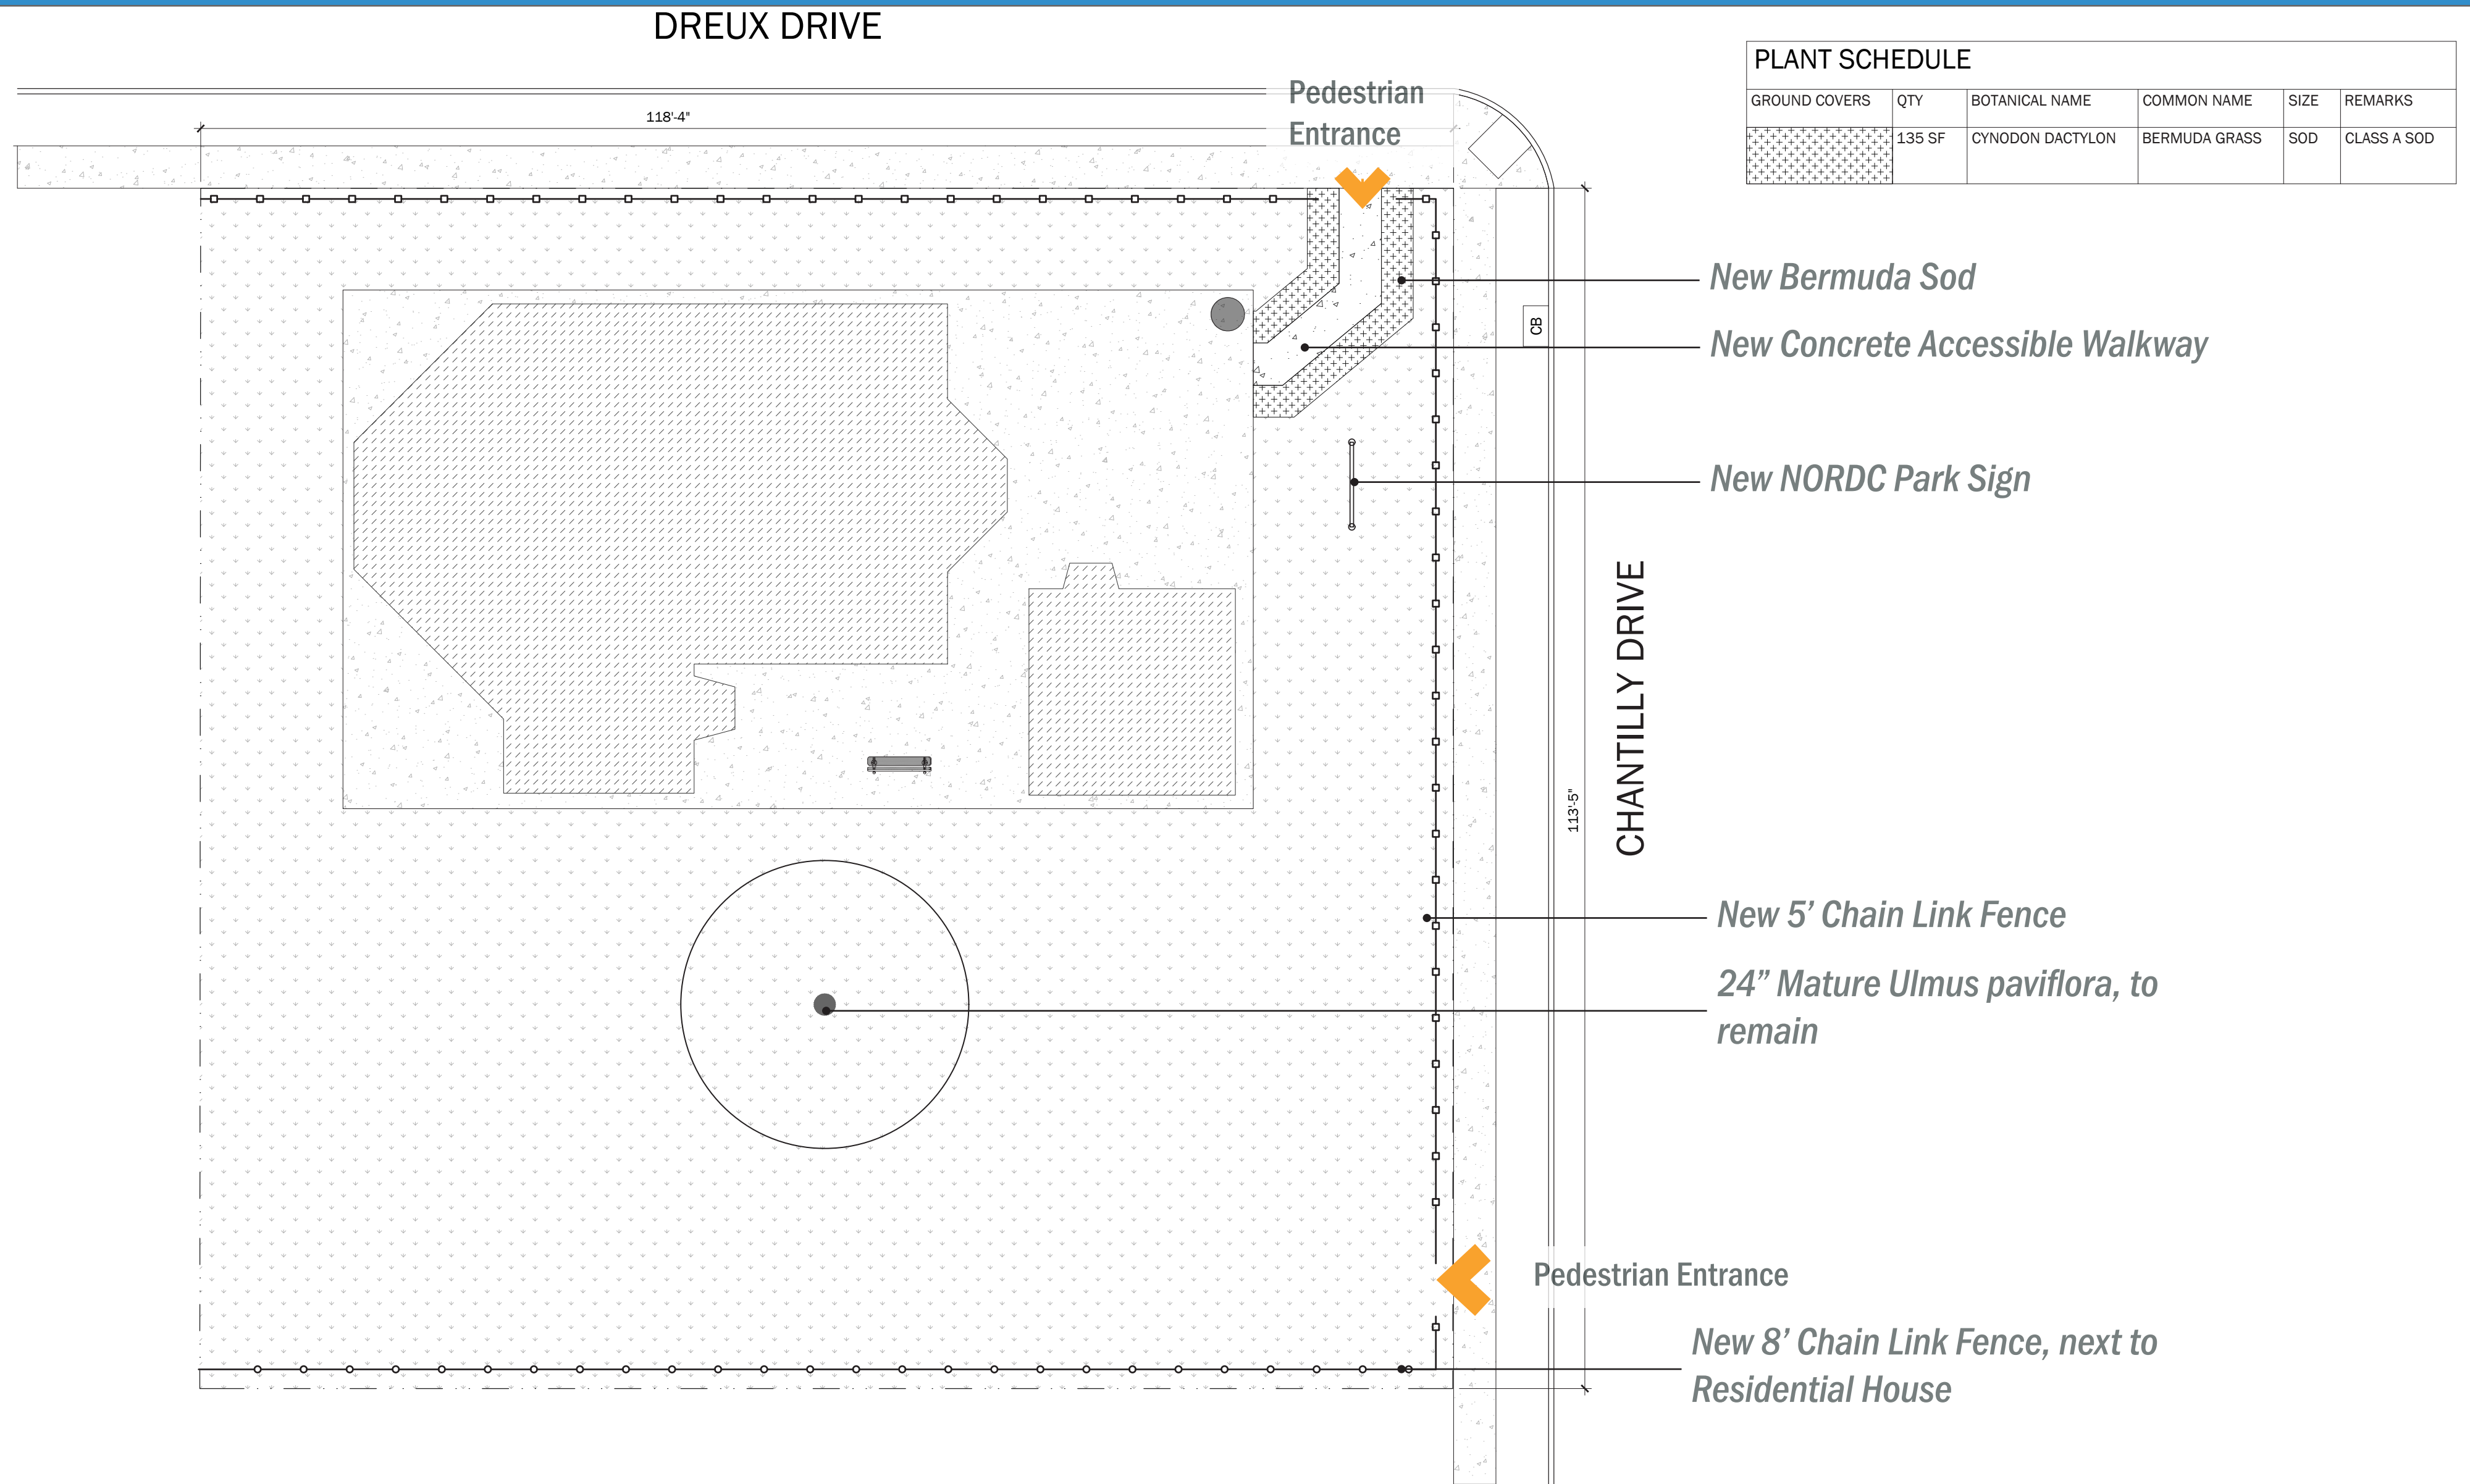 DREUX DRIVE
PLANT SCHEDULE
GROUND COVERS QTY BOTANICAL NAME COMMON NAME SIZE REMARKS
135 SF CYNODON DACTYLON BERMUDA GRASS SOD CLASS A SOD
118'-4"
Pedestrian
Entrance
New Bermuda Sod
CB
New Concrete Accessible Walkway
New NORDC Park Sign
CHANTILLY DRIVE
113'-5"
New 5’ Chain Link Fence
24” Mature Ulmus paviflora, to
remain
Pedestrian Entrance
New 8’ Chain Link Fence, next to
Residential House